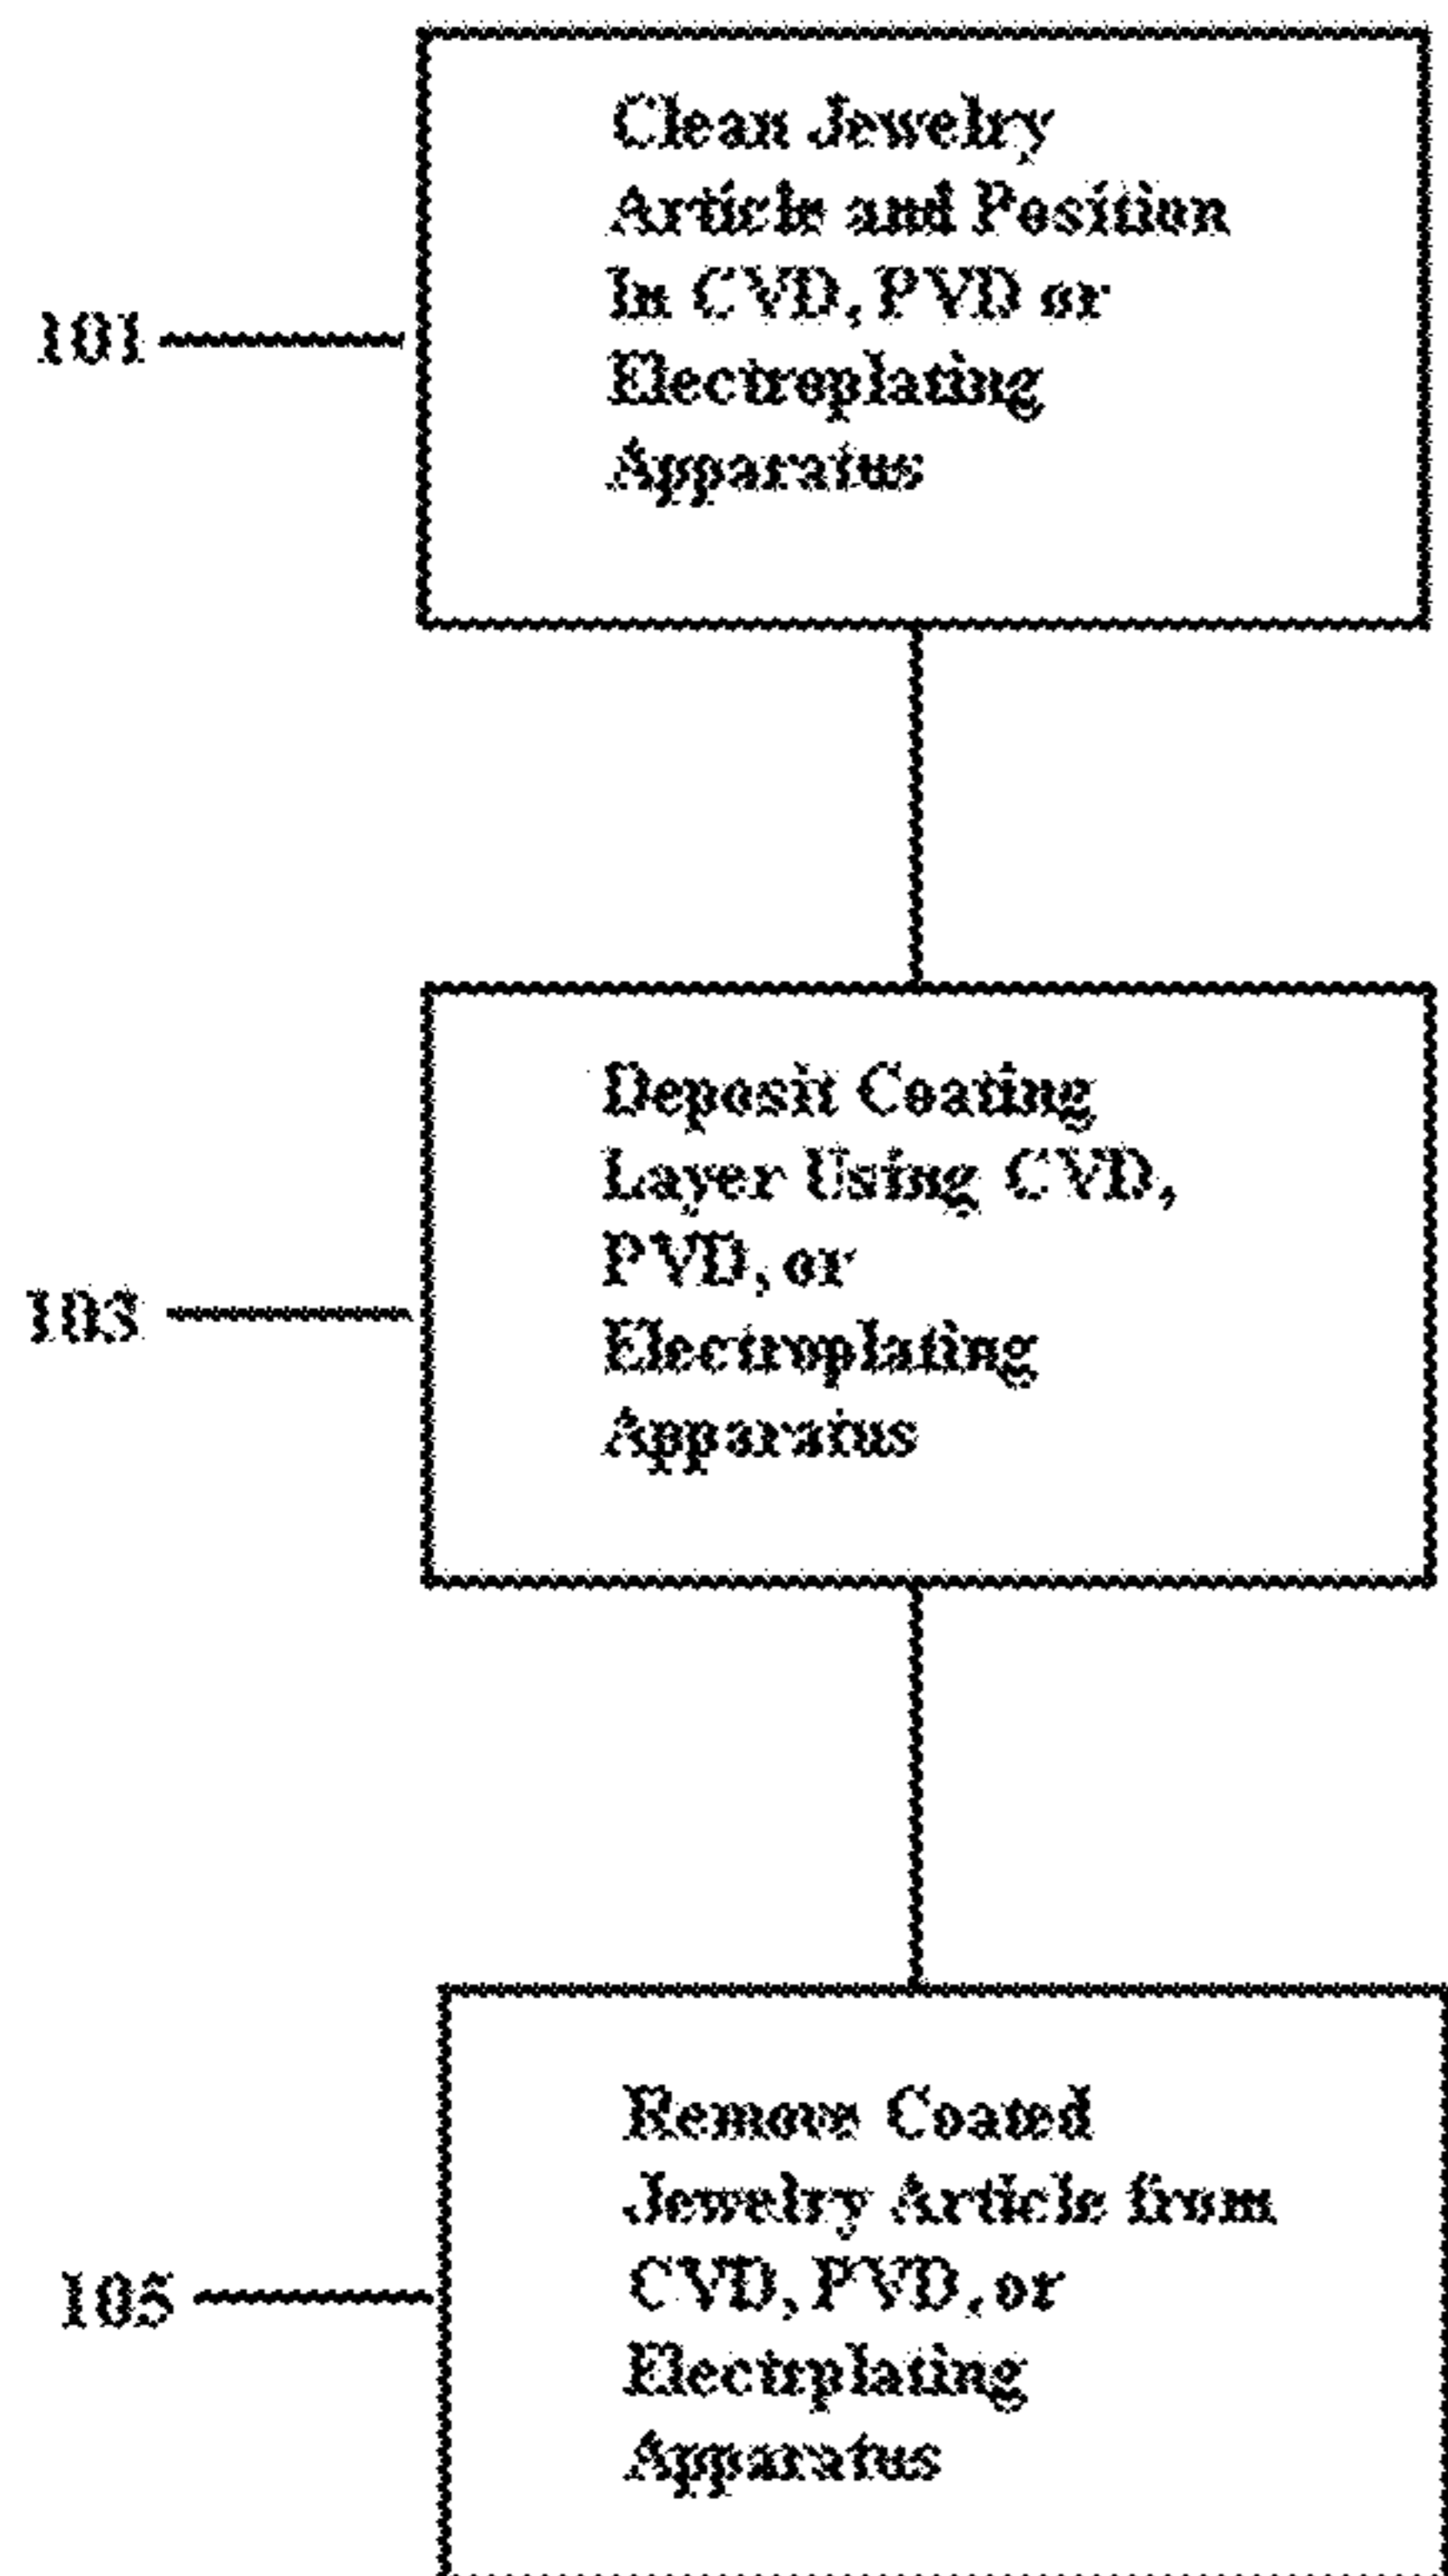 Clean Jewelry
Article and Position
In CVD, PVD or
Electroplating
Apparatus
101
Deposit Coating
Layer Using CVD,
PVD, or
Electroplating
Apparatus
103
Remove Coated
Jewelry Article from
CVD, PVD, or
Electrplating
Apparatus
105